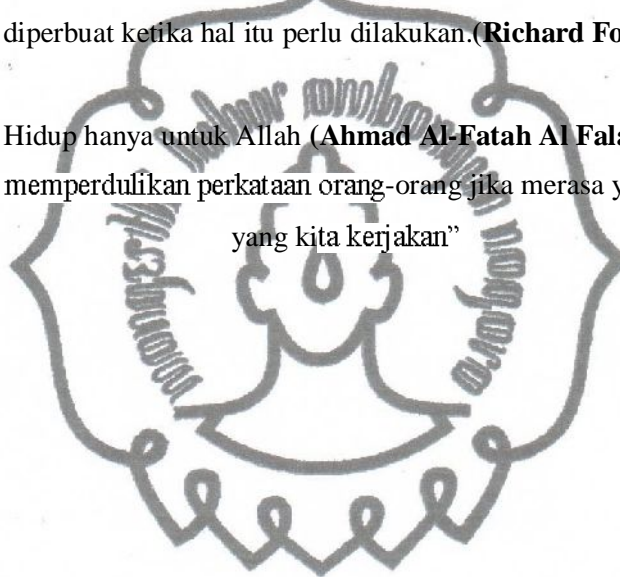 diperbuat ketika hal itu perlu dilakukan.(Richard Fo
Hidup hanya untuk Allah (Ahmad Al-Fatah Al Fala
memperdulikan perkataan orang-orang jika merasa y
yang kita kerjakan”